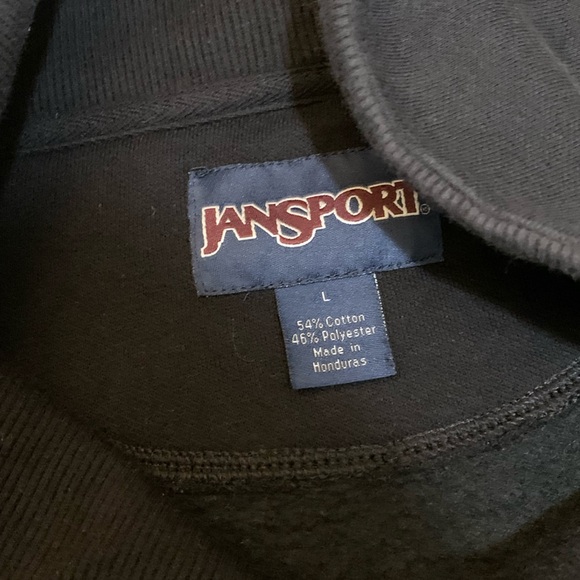 JANSPORT®
L
54% Cotton
46% Polyester
Made in
Honduras